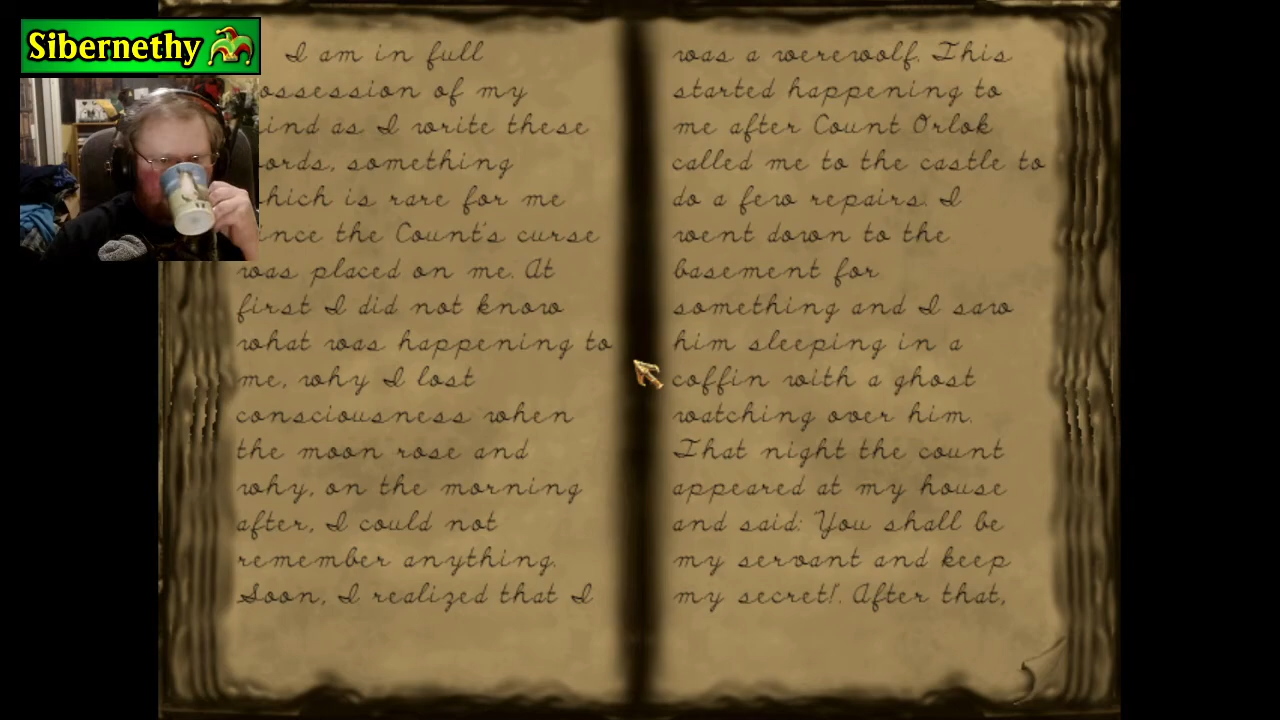 Sibernethy
I am in full
ossession of my
ind as I write these
ords, something
hich is rare for me
ince the Count's curse
was placed on me. At
first I did not know
what was happening to
me, why I lost
consciousness when
the moon rose and
why, on the morning
after, I could not
remember anything.
Soon, I realized that I
was a werewolf. This
started happening to
me after Count Orlok
called me to the castle to
do a few repairs. I
went down to the
basement for
something and I saw
him sleeping in a
coffin with a ghost
watching over him.
That night the count
appeared at my house
and said: "You shall be
my servant and keep
my secret!". After that,